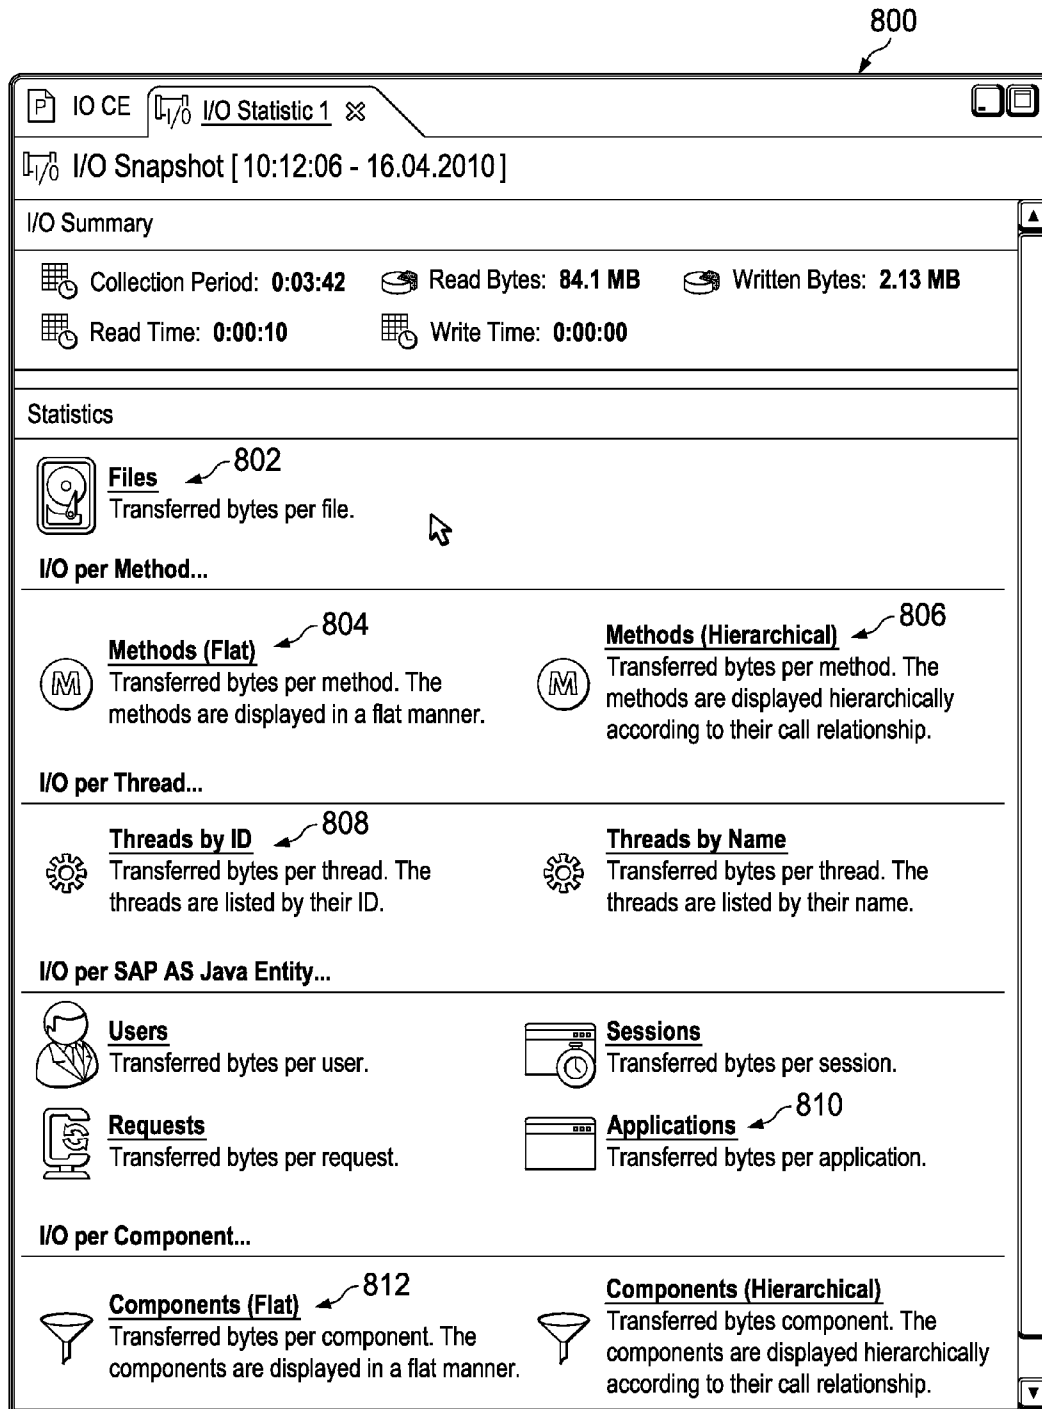 800
P IO CE I/O I/O Statistic 1
I/O I/O Snapshot [ 10:12:06 - 16.04.2010 ]
I/O Summary
Collection Period: 0:03:42 Read Bytes: 84.1 MB Written Bytes: 2.13 MB
Read Time: 0:00:10 Write Time: 0:00:00
Statistics
Files 802
Transferred bytes per file.
I/O per Method...
Methods (Flat) 804
Transferred bytes per method. The
methods are displayed in a flat manner.
M
Methods (Hierarchical) 806
Transferred bytes per method. The
methods are displayed hierarchically
according to their call relationship.
M
I/O per Thread...
Threads by ID 808
Transferred bytes per thread. The
threads are listed by their ID.
Threads by Name
Transferred bytes per thread. The
threads are listed by their name.
I/O per SAP AS Java Entity...
Users
Transferred bytes per user.
Sessions
Transferred bytes per session.
Requests
Transferred bytes per request.
Applications 810
Transferred bytes per application.
I/O per Component...
Components (Flat) 812
Transferred bytes per component. The
components are displayed in a flat manner.
Components (Hierarchical)
Transferred bytes component. The
components are displayed hierarchically
according to their call relationship.